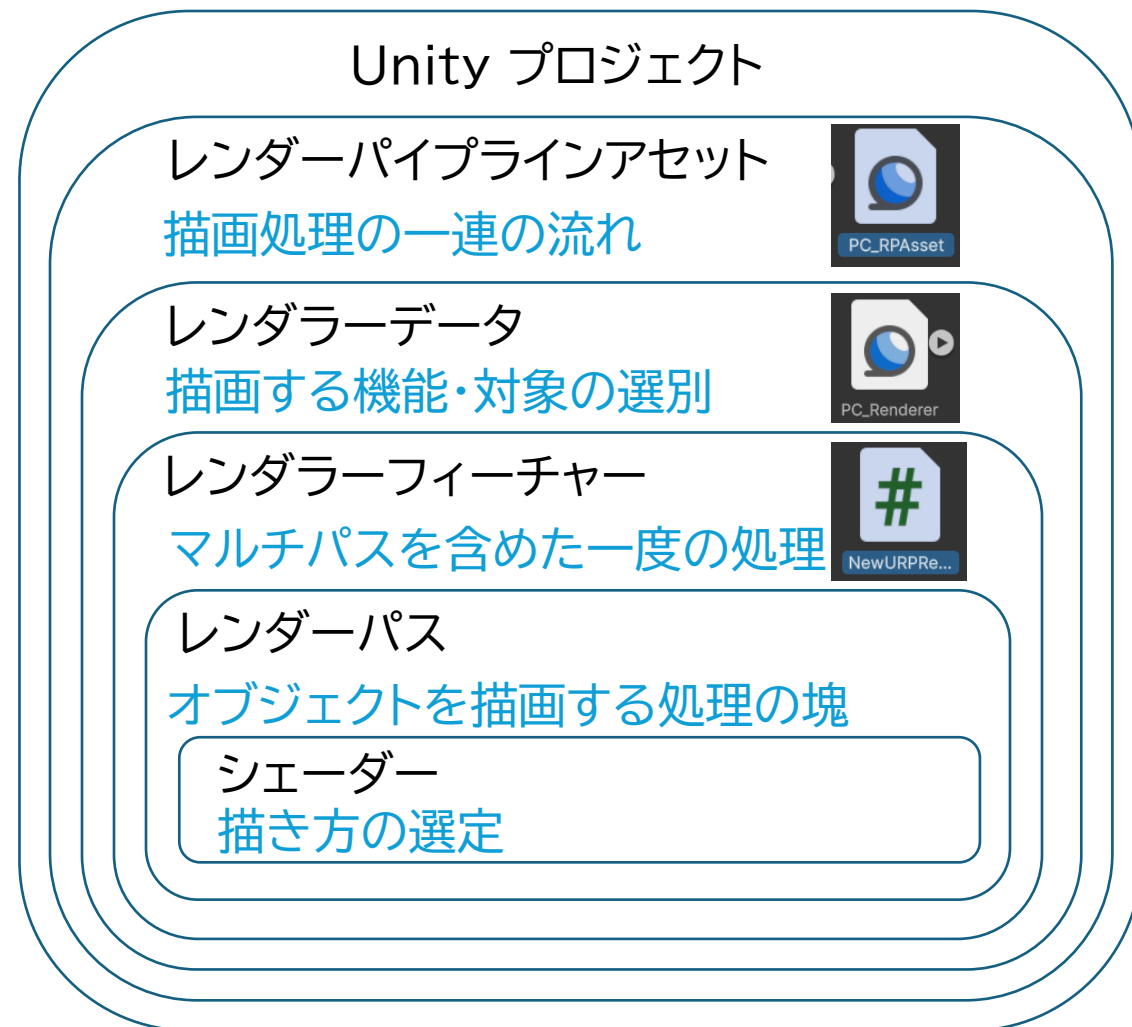 Unity プロジェクト
レンダーパイプラインアセット
描画処理の一連の流れ
PC_RPAsset
レンダラーデータ
描画する機能・対象の選別
PC_Renderer
レンダラーフィーチャー
マルチパスを含めた一度の処理
#
NewURPRe...
レンダーパス
オブジェクトを描画する処理の塊
シェーダー
描き方の選定